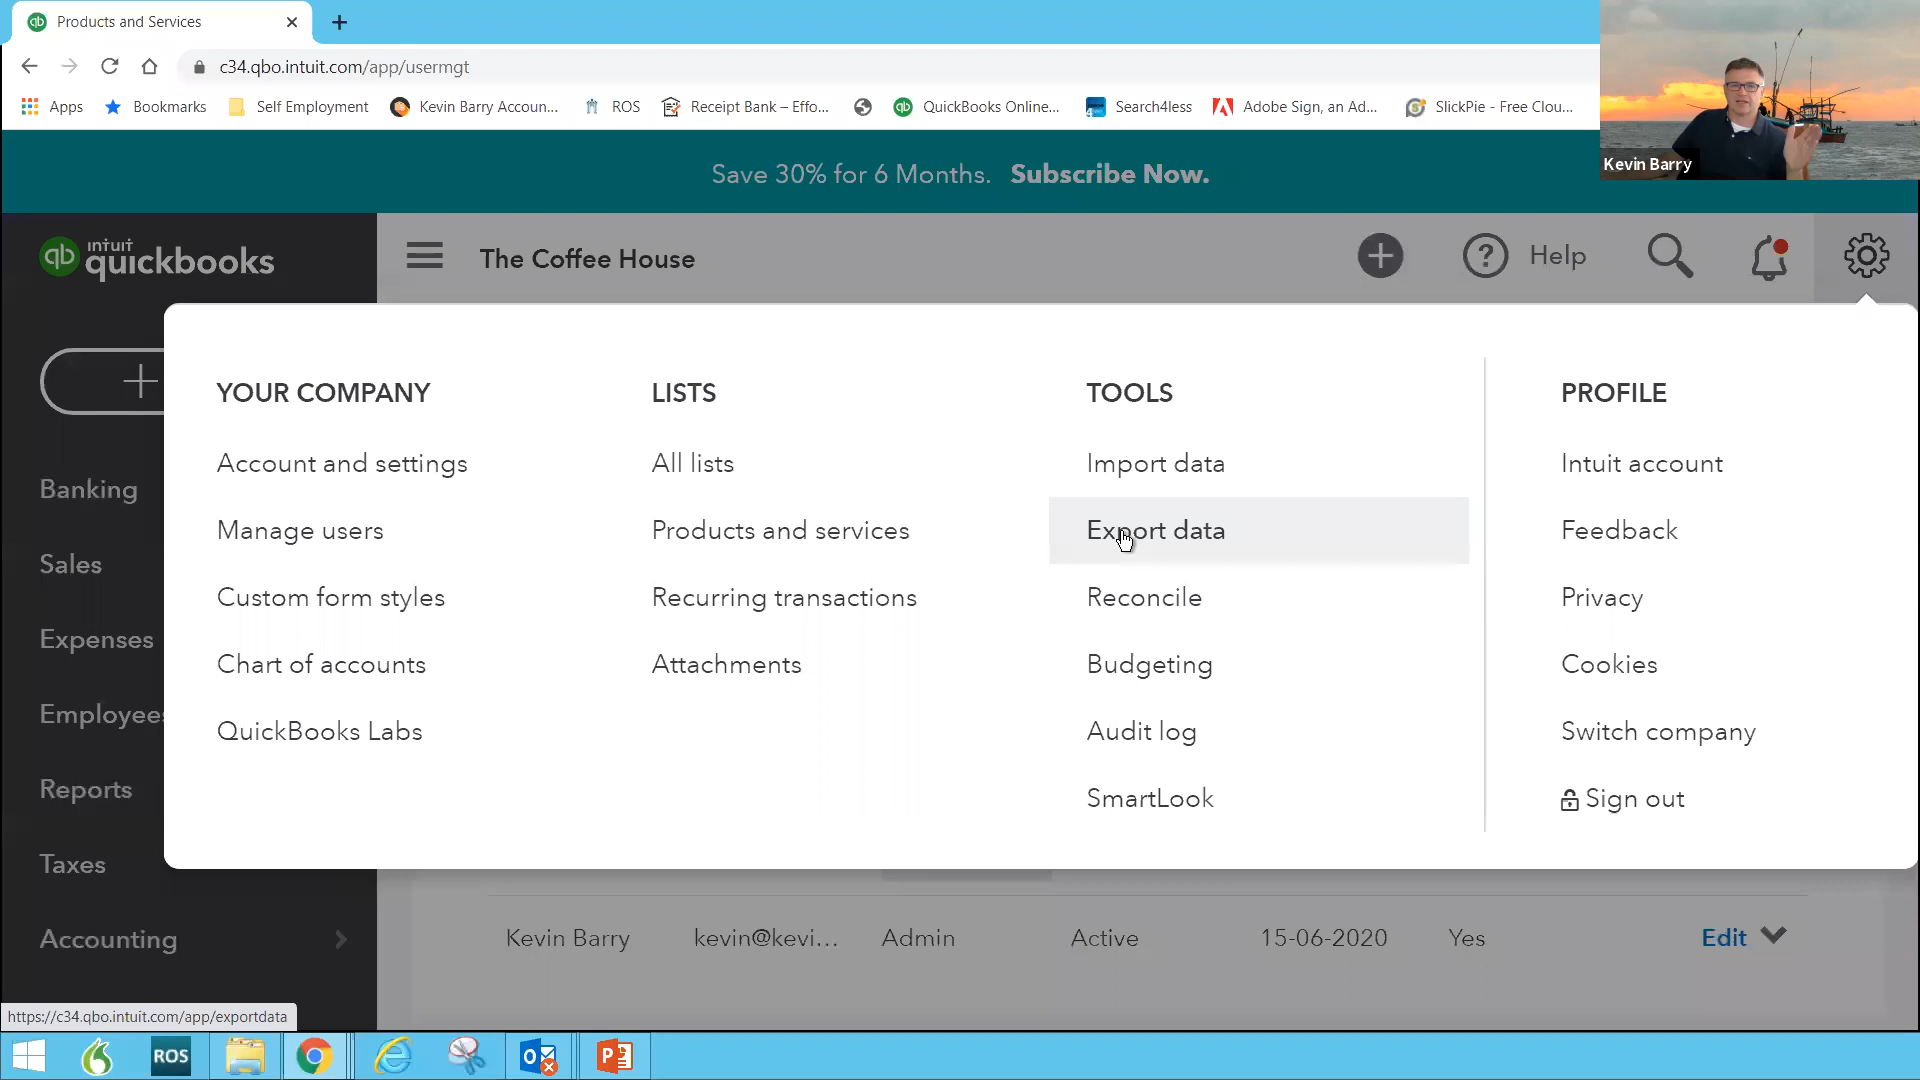 Products and Services
c34.qbo.intuit.com/app/usermgt
Apps Bookmarks Self Employment Kevin Barry Accoun... ROS Receipt Bank – Effo... QuickBooks Online... Search4less Adobe Sign, an Ad... SlickPie - Free Clou...
Kevin Barry
Save 30% for 6 Months. Subscribe Now.
qb intuit quickbooks
The Coffee House
Help
YOUR COMPANY
Account and settings
Manage users
Custom form styles
Chart of accounts
QuickBooks Labs
LISTS
All lists
Products and services
Recurring transactions
Attachments
TOOLS
Import data
Export data
Reconcile
Budgeting
Audit log
SmartLook
PROFILE
Intuit account
Feedback
Privacy
Cookies
Switch company
Sign out
Banking
Sales
Expenses
Employees
Reports
Taxes
Accounting
Kevin Barry kevin@kevi... Admin Active 15-06-2020 Yes Edit
https://c34.qbo.intuit.com/app/exportdata
ROS